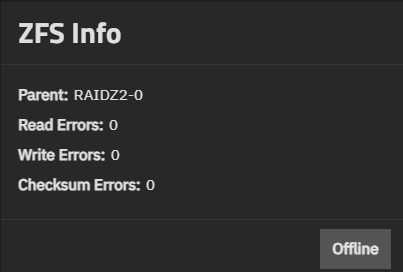 ZFS Info
Parent: RAIDZ2-0
Read Errors: 0
Write Errors: 0
Checksum Errors: 0
Offline